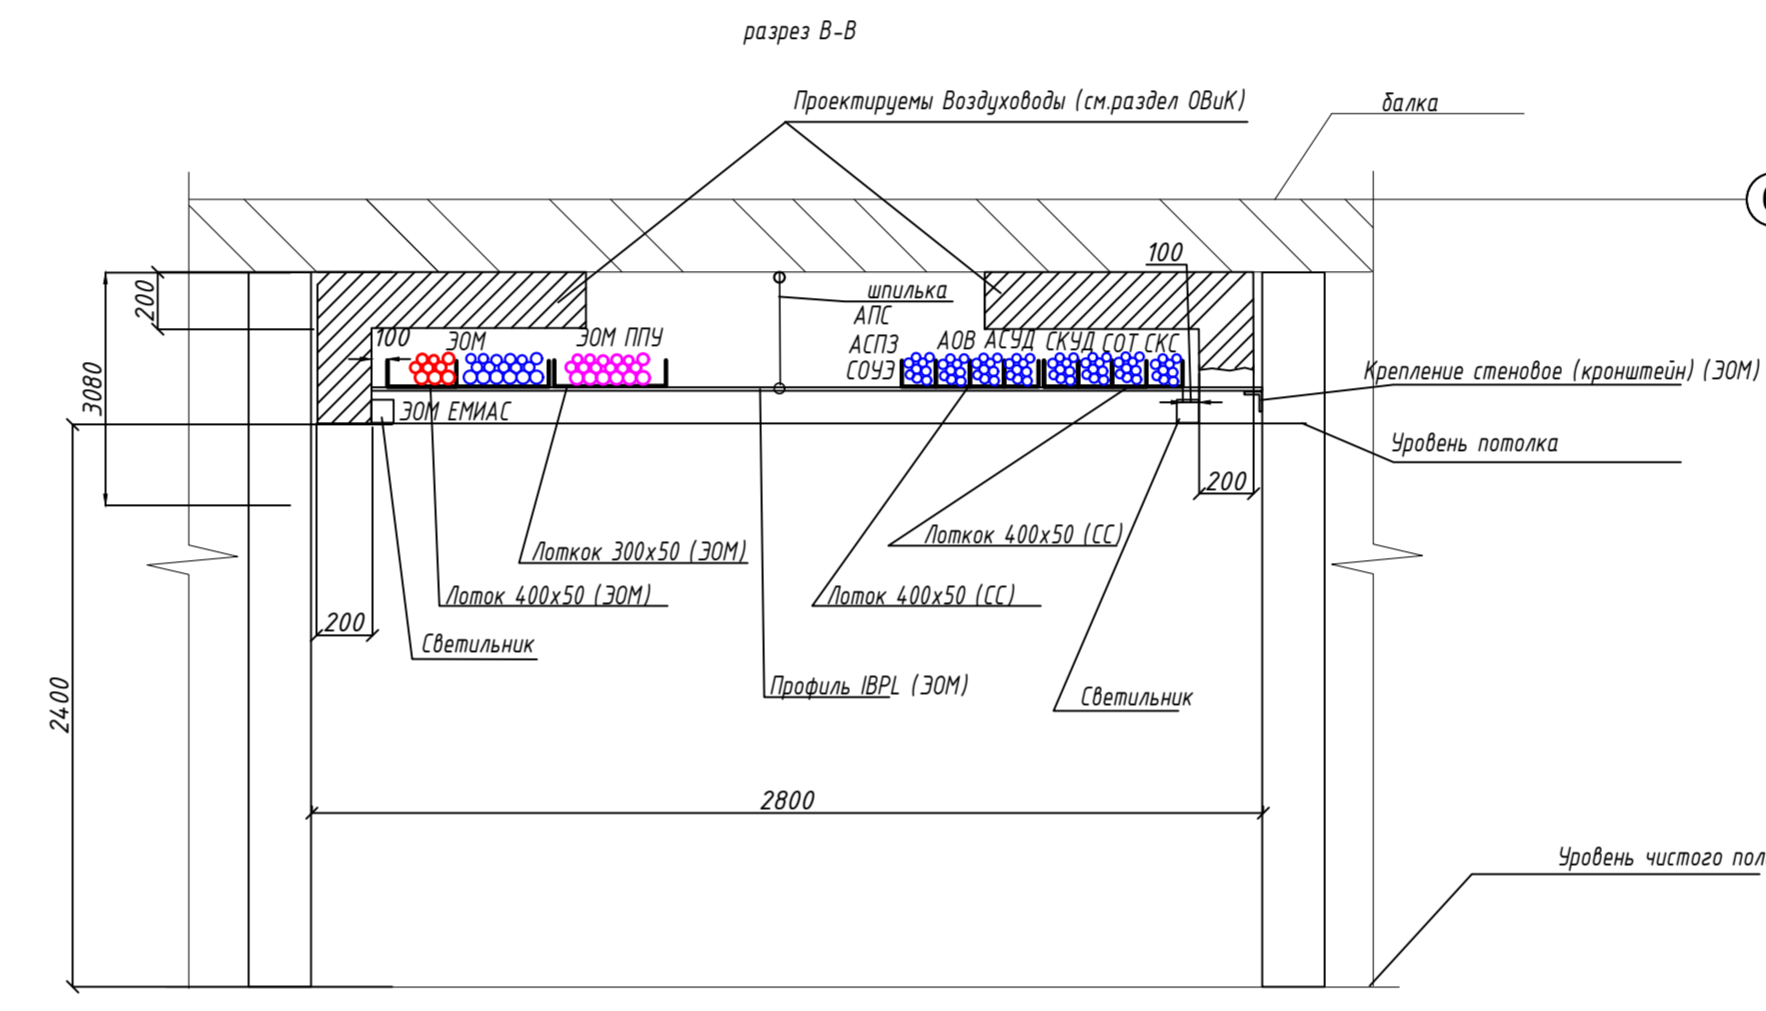 разрез В-В
Проектируемы Воздуховоды (см.раздел ОВиК)
балка
100
200
шпилька
АПС
100
ЭОМ
ЭОМ ППУ
АСПЗ
АОВ
АСУД
СКУД
СОТ
СКС
СОУЭ
Крепление стеновое (кронштейн) (ЭОМ)
3080
ЭОМ ЕМИАС
Уровень потолка
200
Лоткок 400х50 (СС)
Лоткок 300х50 (ЭОМ)
Лоток 400х50 (ЭОМ)
Лоток 400х50 (СС)
200
Светильник
Профиль IBPL (ЭОМ)
Светильник
2400
2800
Уровень чистого пол